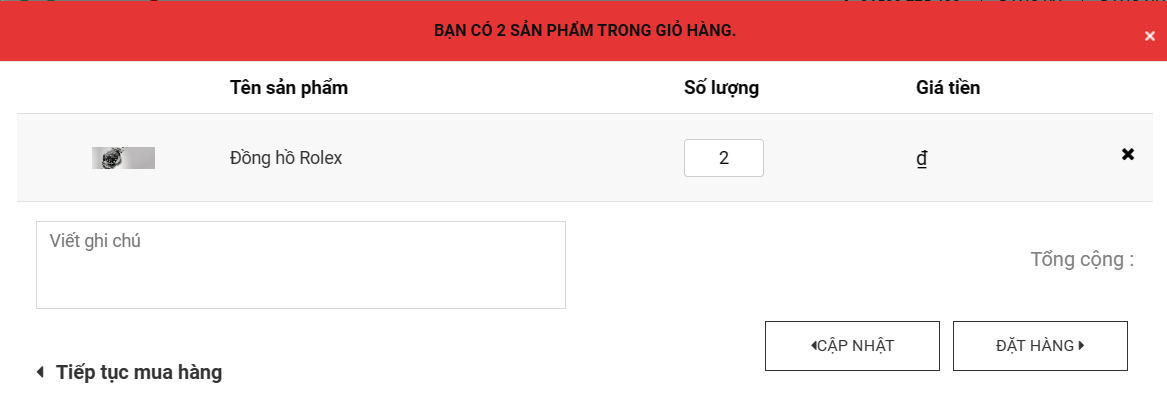 BẠN CÓ 2 SẢN PHẨM TRONG GIỎ HÀNG.
×
Tên sản phẩm Số lượng Giá tiền
Đồng hồ Rolex 2 ₫ ×
Viết ghi chú
Tổng cộng :
CẬP NHẬT ĐẶT HÀNG
Tiếp tục mua hàng